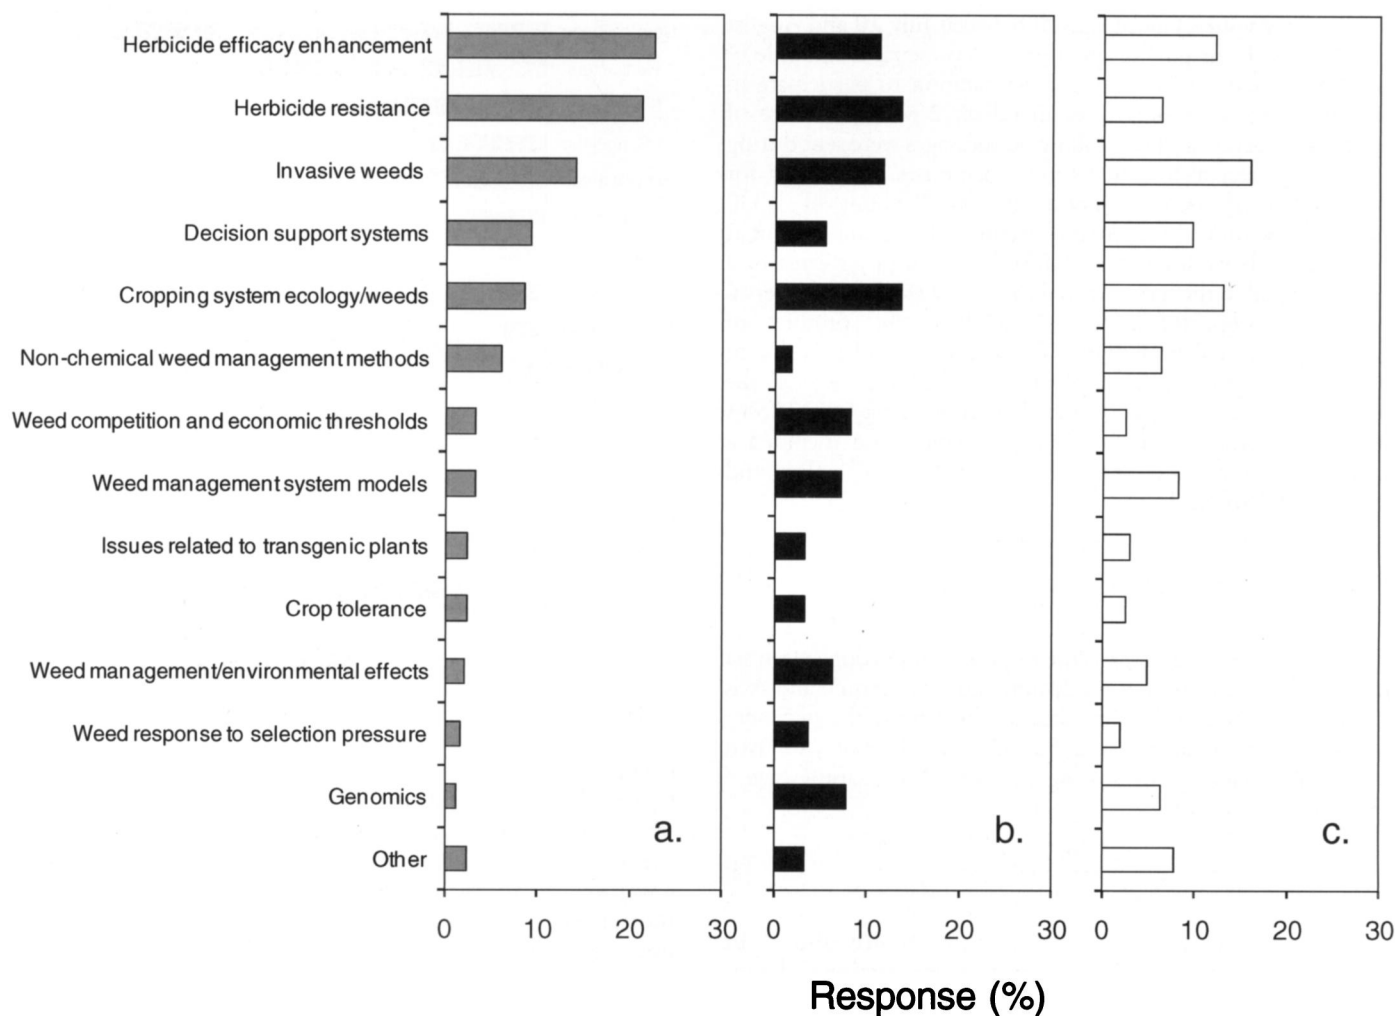 Herbicide efficacy enhancement
Herbicide resistance
Invasive weeds
Decision support systems
Cropping system ecology/weeds
Non-chemical weed management methods
Weed competition and economic thresholds
Weed management system models
Issues related to transgenic plants
Crop tolerance
Weed management/environmental effects
Weed response to selection pressure
Genomics
Other
a.
b.
c.
0 10 20 30 0 10 20 30 0 10 20 30
Response (%)